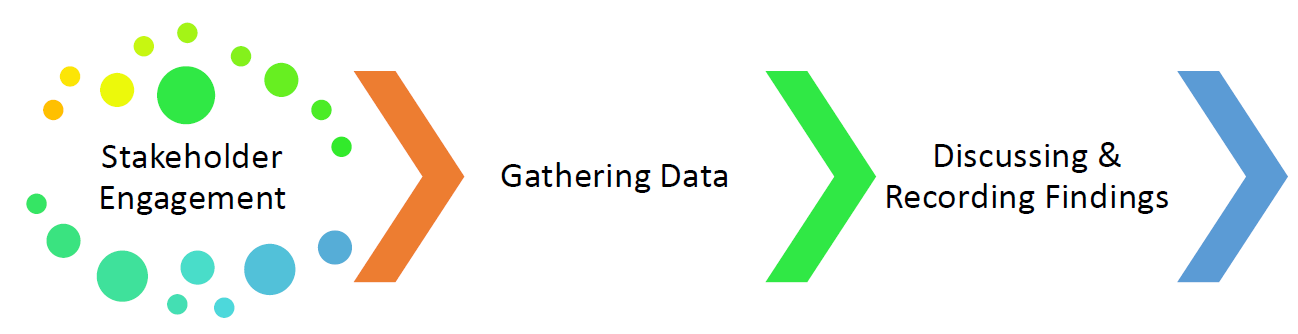 Stakeholder
Engagement
Gathering Data
Discussing &
Recording Findings